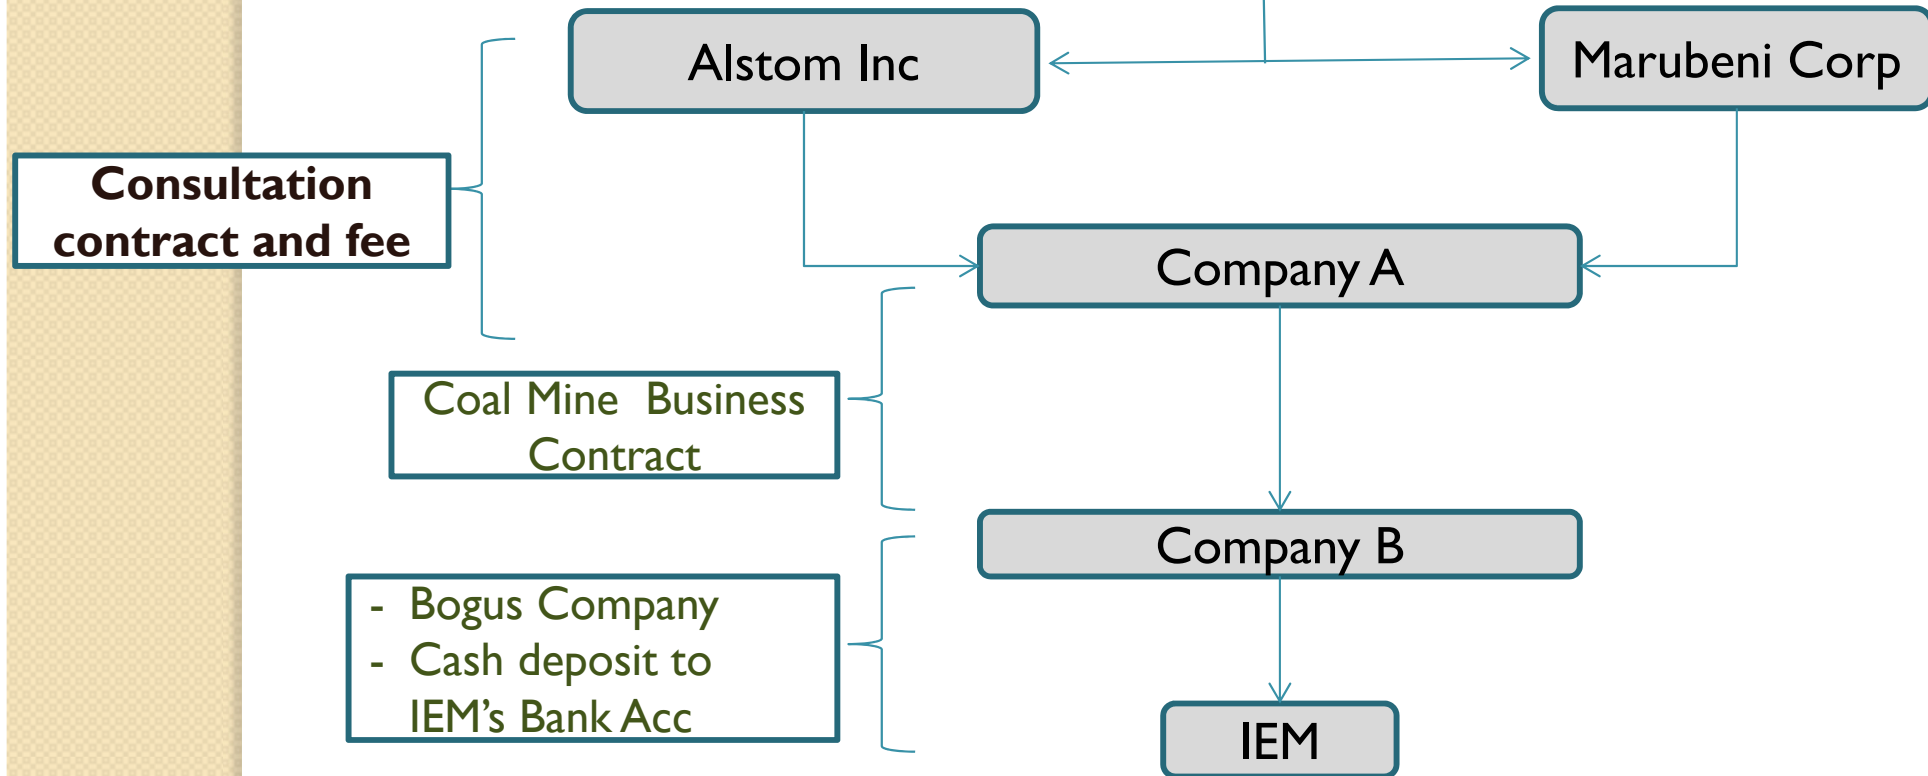 Alstom Inc
Marubeni Corp
Consultation
contract and fee
Company A
Coal Mine  Business
Contract
Company B
- Bogus Company
- Cash deposit to
IEM's Bank Acc
IEM